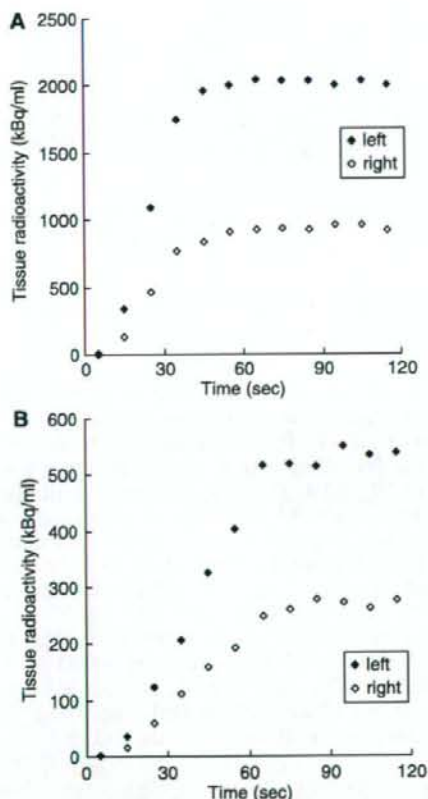 A
Tissue radioactivity (kBq/ml)
2500
2000
1500
1000
500
0
left
right
0 30 60 90 120
Time (sec)
B
Tissue radioactivity (kBq/ml)
600
500
400
300
200
100
0
left
right
0 30 60 90 120
Time (sec)